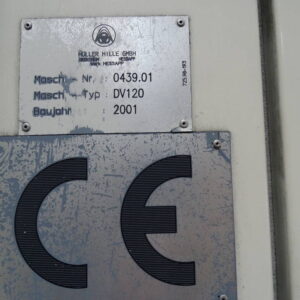 HÜLLER HILLE GMBH
Masch.-Nr.: 0439.01
Masch.-Typ: DV120
Baujahr: 2001
CE